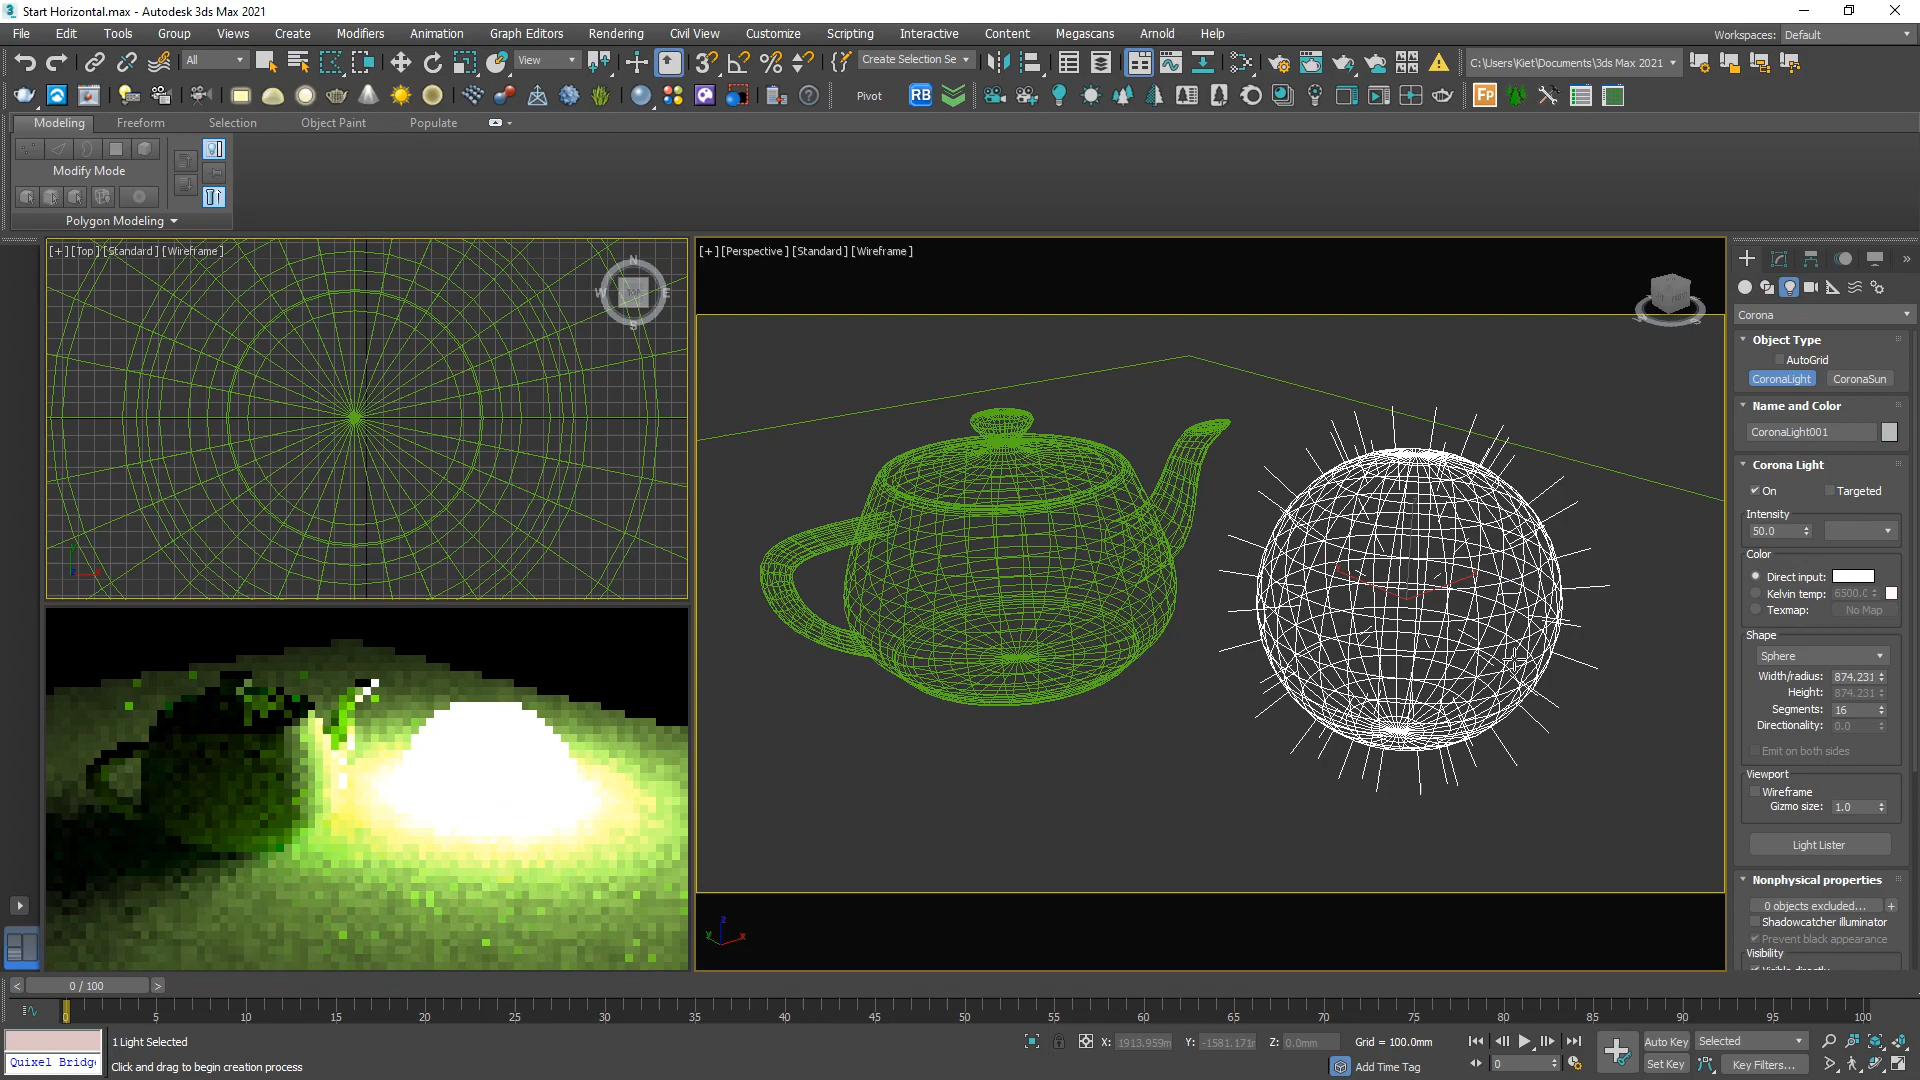 Start Horizontal.max - Autodesk 3ds Max 2021
File Edit Tools Group Views Create Modifiers Animation Graph Editors Rendering Civil View Customize Scripting Interactive Content Megascans Arnold Help
Workspaces: Default
All
View
Create Selection Se
C:\Users\Kiet\Documents\3ds Max 2021
Pivot
RB
Fp
Modeling Freeform Selection Object Paint Populate
Modify Mode
Polygon Modeling
[+] [Top] [Standard] [Wireframe]
N
W E
S
[+] [Perspective] [Standard] [Wireframe]
Corona
Object Type
AutoGrid
CoronaLight CoronaSun
Name and Color
CoronaLight001
Corona Light
On Targeted
Intensity
50.0
Color
Direct input:
Kelvin temp: 6500.0
Texmap: No Map
Shape
Sphere
Width/radius: 874.231
Height: 874.231
Segments: 16
Directionality: 0.0
Emit on both sides
Viewport
Wireframe
Gizmo size: 1.0
Light Lister
Nonphysical properties
0 objects excluded... +
Shadowcatcher illuminator
Prevent black appearance
Visibility
Visible directly
z
y x
< 0 / 100 >
0 5 10 15 20 25 30 35 40 45 50 55 60 65 70 75 80 85 90 95 100
1 Light Selected
X: 1913.959m Y: -1581.171m Z: 0.0mm Grid = 100.0mm
Auto Key Selected
Quixel Bridge
Click and drag to begin creation process
Add Time Tag
0
Set Key Key Filters...